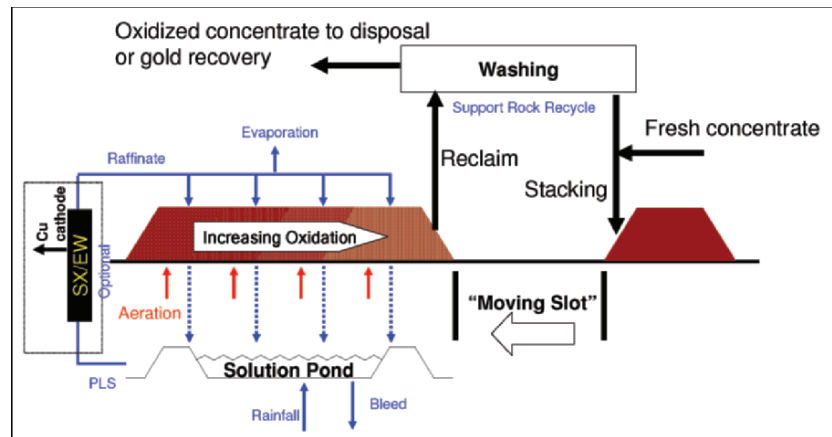 Oxidized concentrate to disposal
or gold recovery
Washing
Support Rock Recycle
Evaporation
Fresh concentrate
Raffinate
Reclaim
Stacking
Cu
cathode
SX/EW
Optional
Increasing Oxidation
Aeration
"Moving Slot"
Solution Pond
PLS
Rainfall
Bleed